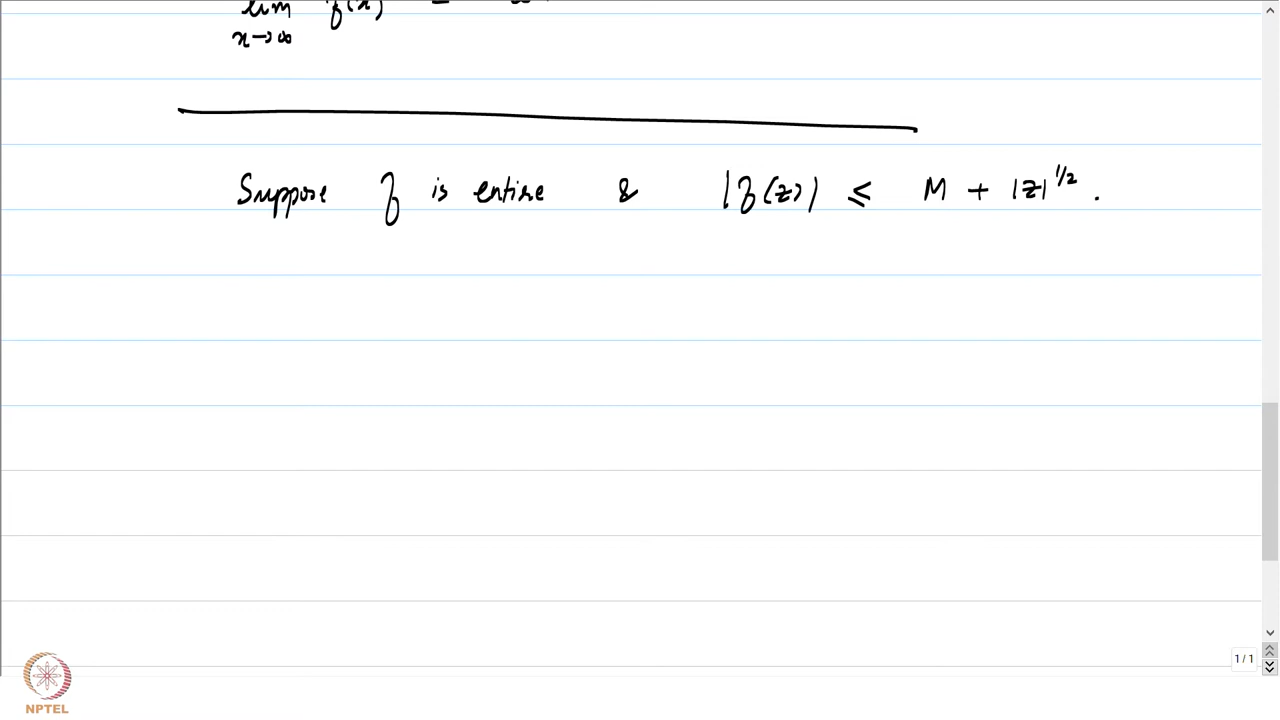 lim f(x) =
x→∞
Suppose f is entire & |f(z)| ≤ M + |z|^{1/2}.
1 / 1
NPTEL